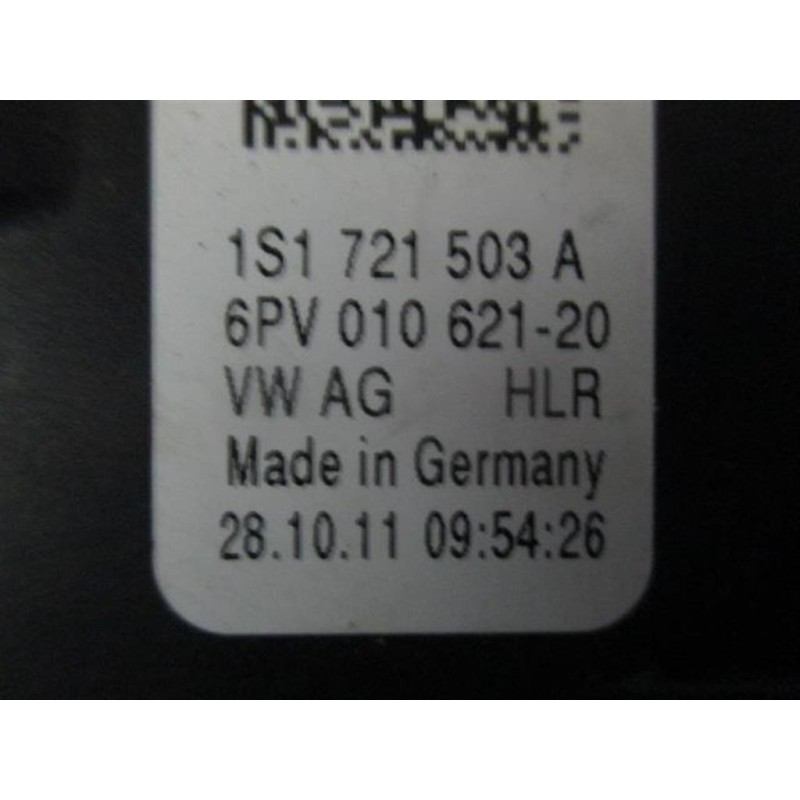 1S1 721 503 A
6PV 010 621-20
VW AG HLR
Made in Germany
28.10.11 09:54:26